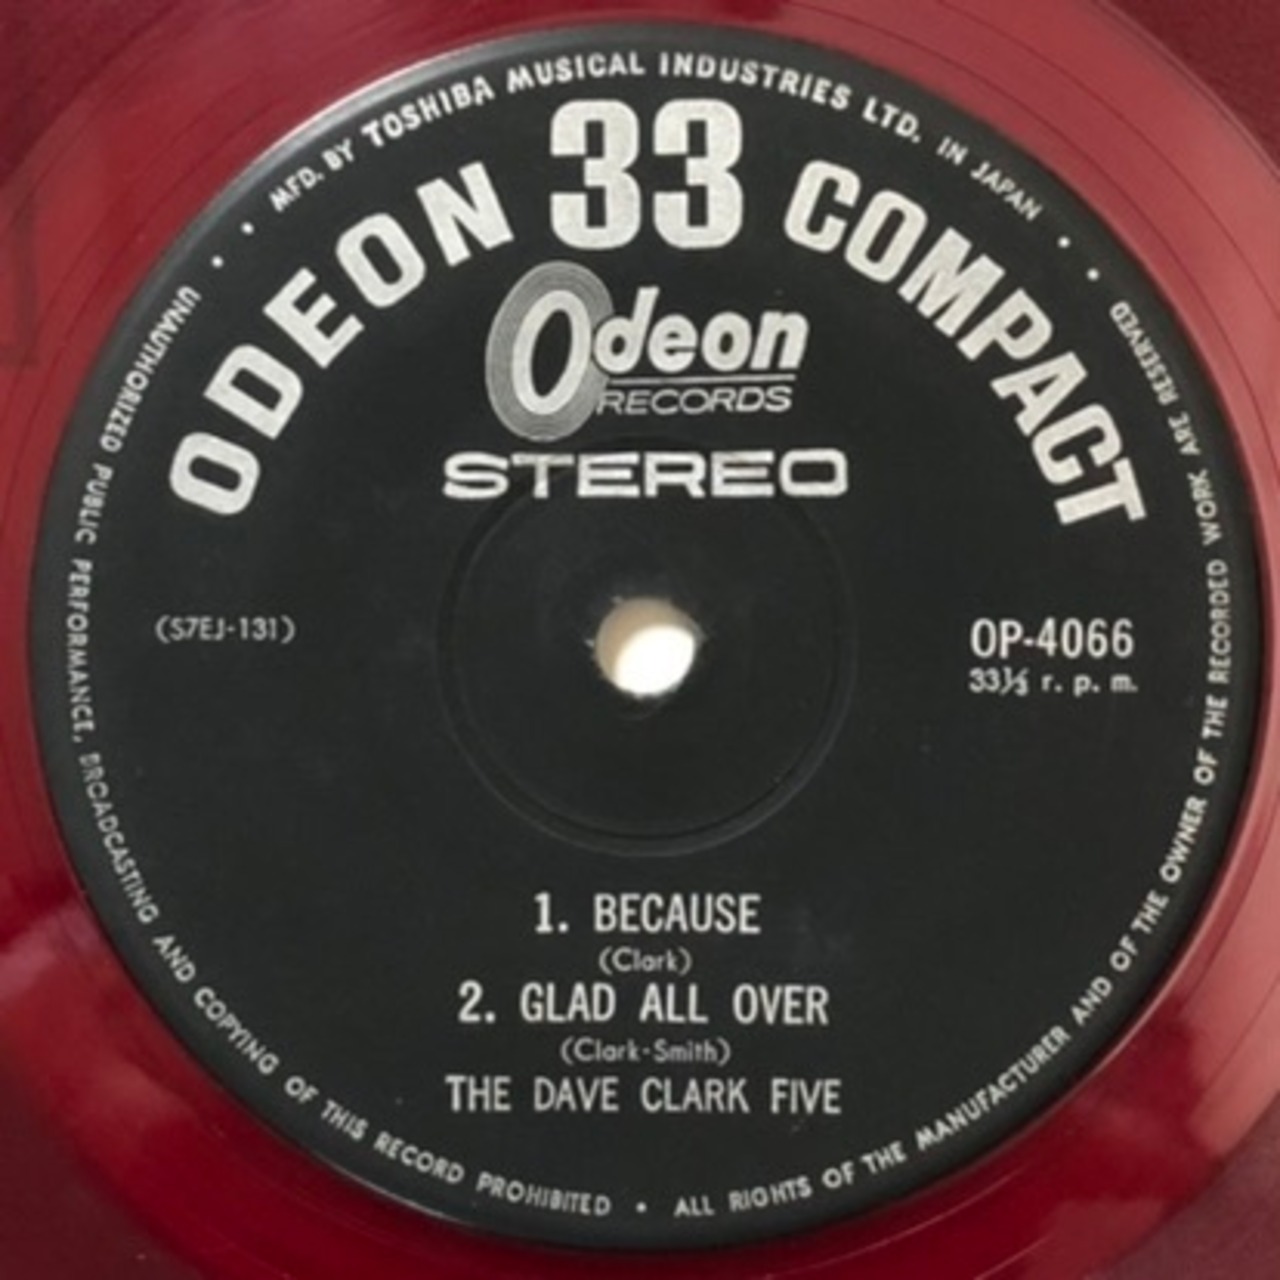 MFD. BY TOSHIBA MUSICAL INDUSTRIES LTD. IN JAPAN
ODEON 33 COMPACT
Odeon
RECORDS
STEREO
(S7EJ-131)
OP-4066
33⅓ r. p. m.
1. BECAUSE
(Clark)
2. GLAD ALL OVER
(Clark-Smith)
THE DAVE CLARK FIVE
UNAUTHORIZED PUBLIC PERFORMANCE, BROADCASTING AND COPYING OF THIS RECORD PROHIBITED • ALL RIGHTS OF THE MANUFACTURER AND OF THE OWNER OF THE RECORDED WORK ARE RESERVED